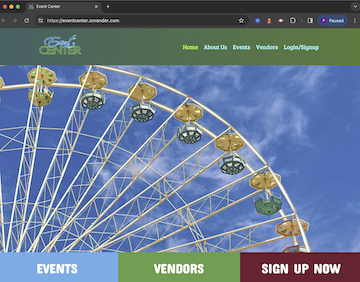 Event Center
https://eventcenter.onrender.com
Paused
Event
CENTER
Home About Us Events Vendors Login/Signup
EVENTS VENDORS SIGN UP NOW